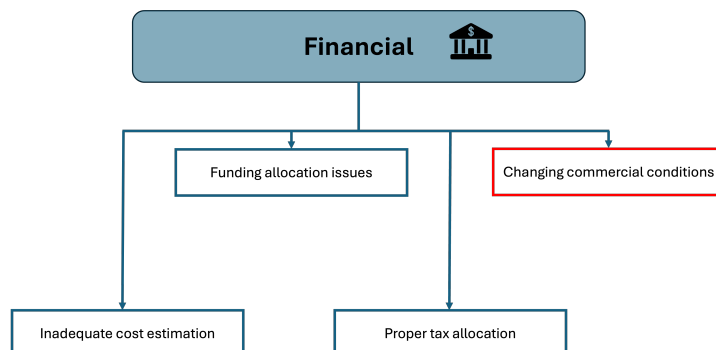 Financial
$
Funding allocation issues
Changing commercial conditions
Inadequate cost estimation
Proper tax allocation